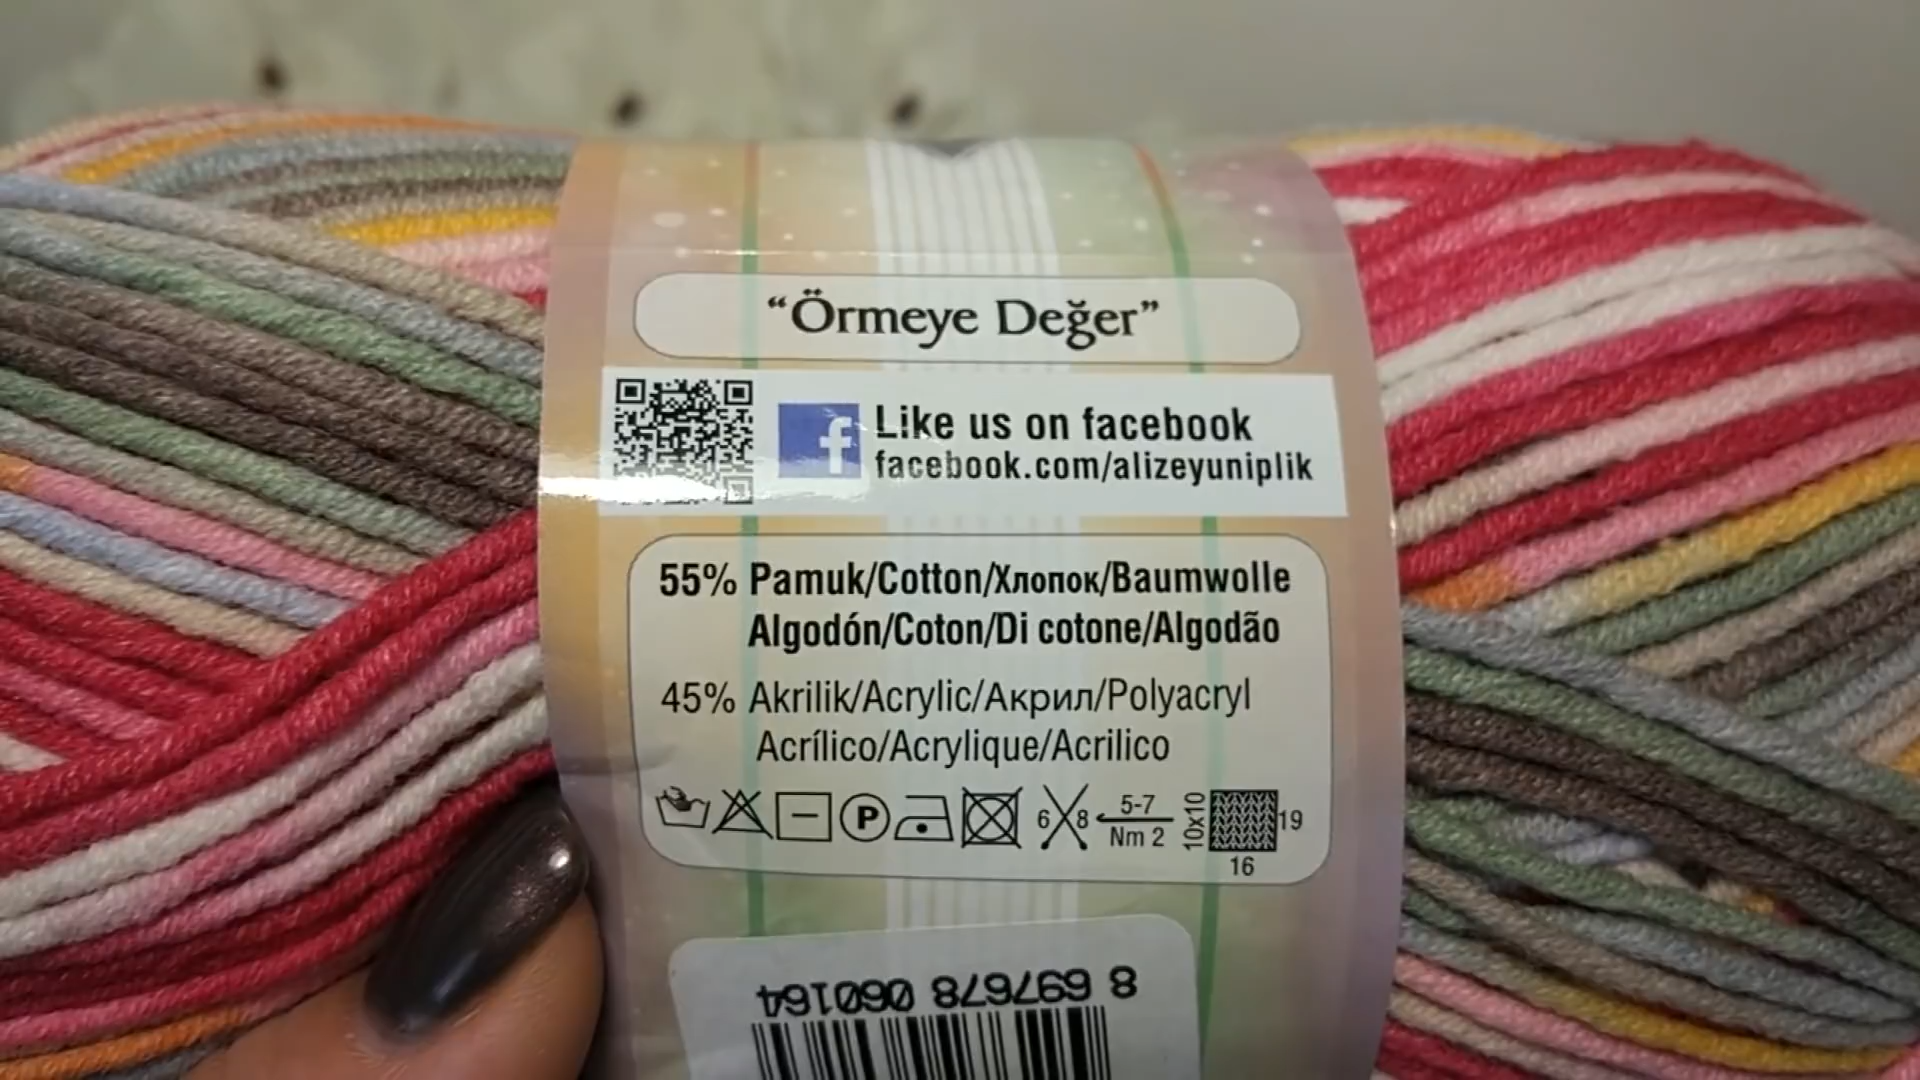 “Örmeye Değer”
f
Like us on facebook
facebook.com/alizeyuniplik
55% Pamuk/Cotton/Хлопок/Baumwolle
Algodón/Coton/Di cotone/Algodão
45% Akrilik/Acrylic/Акрил/Polyacryl
Acrílico/Acrylique/Acrilico
P 6 8 5-7 10x10 19
Nm 2
16
8 697678 060164